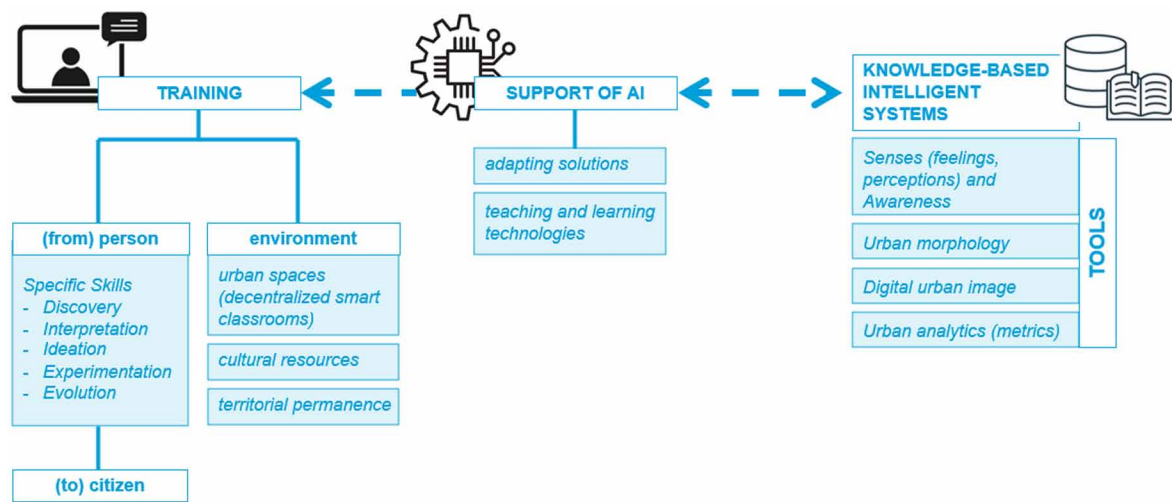 TRAINING
SUPPORT OF AI
KNOWLEDGE-BASED
INTELLIGENT
SYSTEMS
adapting solutions
teaching and learning
technologies
Senses (feelings,
perceptions) and
Awareness
Urban morphology
Digital urban image
Urban analytics (metrics)
TOOLS
(from) person
Specific Skills
- Discovery
- Interpretation
- Ideation
- Experimentation
- Evolution
(to) citizen
environment
urban spaces
(decentralized smart
classrooms)
cultural resources
territorial permanence